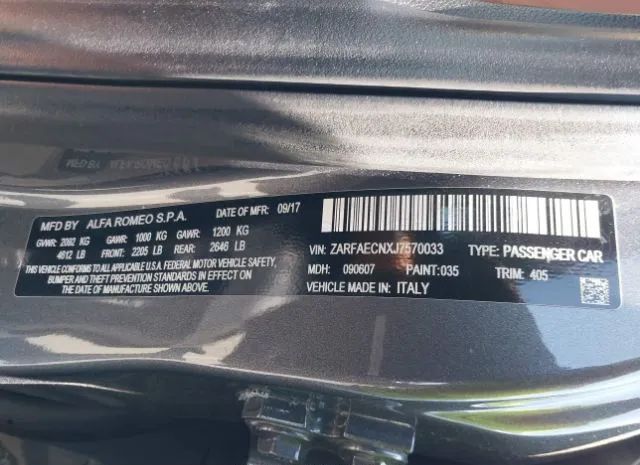 MFD BY ALFA ROMEO S.P.A. DATE OF MFR: 09/17
GVWR: 2092 KG GAWR: 1000 KG GAWR: 1200 KG
4612 LB FRONT: 2205 LB REAR: 2646 LB
THIS VEHICLE CONFORMS TO ALL APPLICABLE U.S.A. FEDERAL MOTOR VEHICLE SAFETY,
BUMPER AND THEFT PREVENTION STANDARDS IN EFFECT ON
THE DATE OF MANUFACTURE SHOWN ABOVE.
VIN: ZARFAECNXJ7570033 TYPE: PASSENGER CAR
MDH: 090607 PAINT: 035 TRIM: 405
VEHICLE MADE IN: ITALY